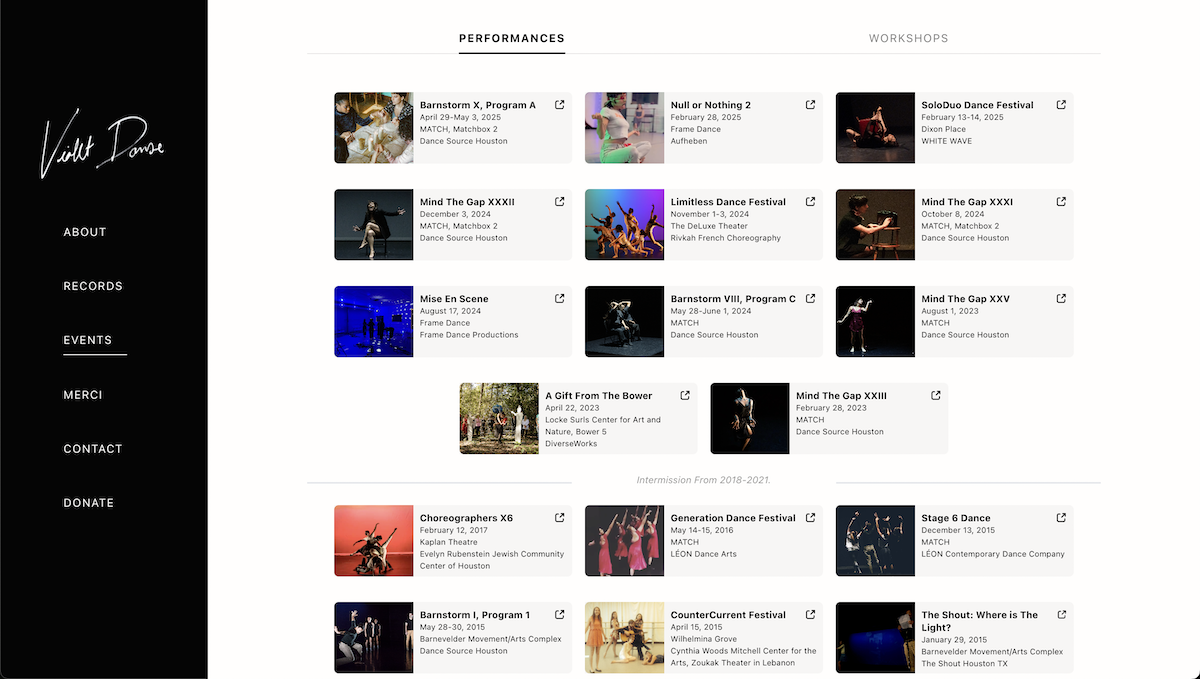 Violet Danse
ABOUT
RECORDS
EVENTS
MERCI
CONTACT
DONATE
PERFORMANCES
WORKSHOPS
Barnstorm X, Program A
April 29-May 3, 2025
MATCH, Matchbox 2
Dance Source Houston
Null or Nothing 2
February 28, 2025
Frame Dance
Aufheben
SoloDuo Dance Festival
February 13-14, 2025
Dixon Place
WHITE WAVE
Mind The Gap XXXII
December 3, 2024
MATCH, Matchbox 2
Dance Source Houston
Limitless Dance Festival
November 1-3, 2024
The DeLuxe Theater
Rivkah French Choreography
Mind The Gap XXXI
October 8, 2024
MATCH, Matchbox 2
Dance Source Houston
Mise En Scene
August 17, 2024
Frame Dance
Frame Dance Productions
Barnstorm VIII, Program C
May 28-June 1, 2024
MATCH
Dance Source Houston
Mind The Gap XXV
August 1, 2023
MATCH
Dance Source Houston
A Gift From The Bower
April 22, 2023
Locke Surls Center for Art and
Nature, Bower 5
DiverseWorks
Mind The Gap XXIII
February 28, 2023
MATCH
Dance Source Houston
Intermission From 2018-2021.
Choreographers X6
February 12, 2017
Kaplan Theatre
Evelyn Rubenstein Jewish Community
Center of Houston
Generation Dance Festival
May 14-15, 2016
MATCH
LÉON Dance Arts
Stage 6 Dance
December 13, 2015
MATCH
LÉON Contemporary Dance Company
Barnstorm I, Program 1
May 28-30, 2015
Barnevelder Movement/Arts Complex
Dance Source Houston
CounterCurrent Festival
April 15, 2015
Wilhelmina Grove
Cynthia Woods Mitchell Center for the
Arts, Zoukak Theater in Lebanon
The Shout: Where is The
Light?
January 29, 2015
Barnevelder Movement/Arts Complex
The Shout Houston TX